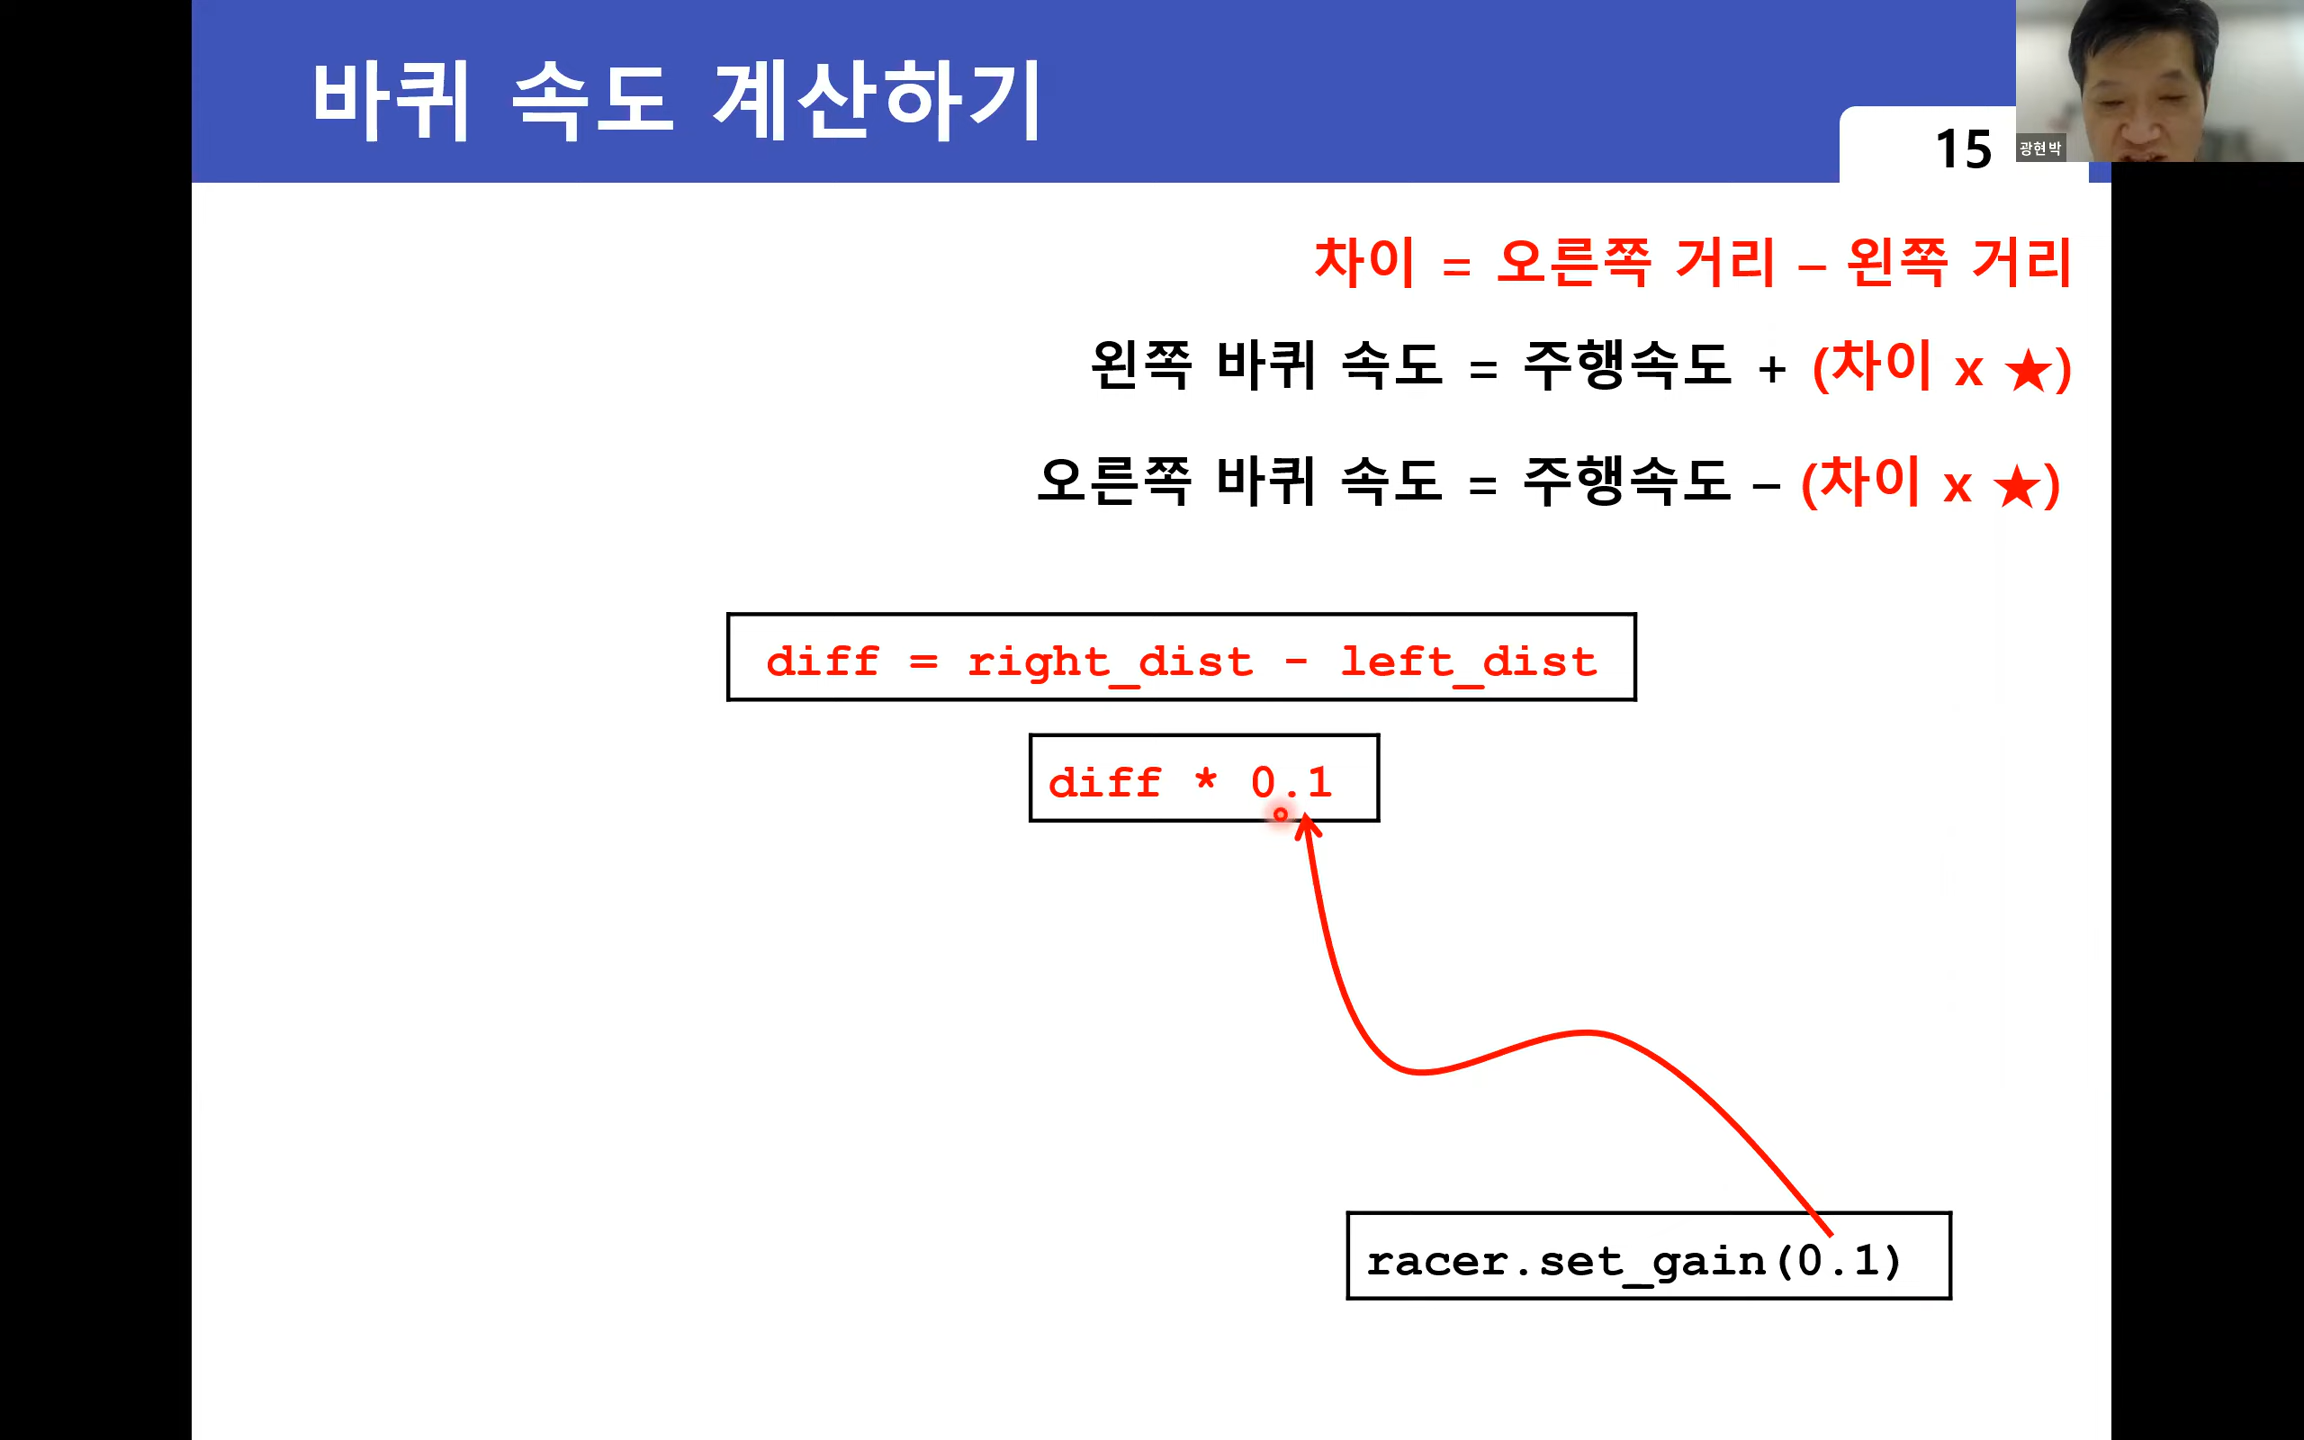 바퀴 속도 계산하기
15
광현박
차이 = 오른쪽 거리 – 왼쪽 거리
왼쪽 바퀴 속도 = 주행속도 + (차이 x ★)
오른쪽 바퀴 속도 = 주행속도 – (차이 x ★)
diff = right_dist - left_dist
diff * 0.1
racer.set_gain(0.1)